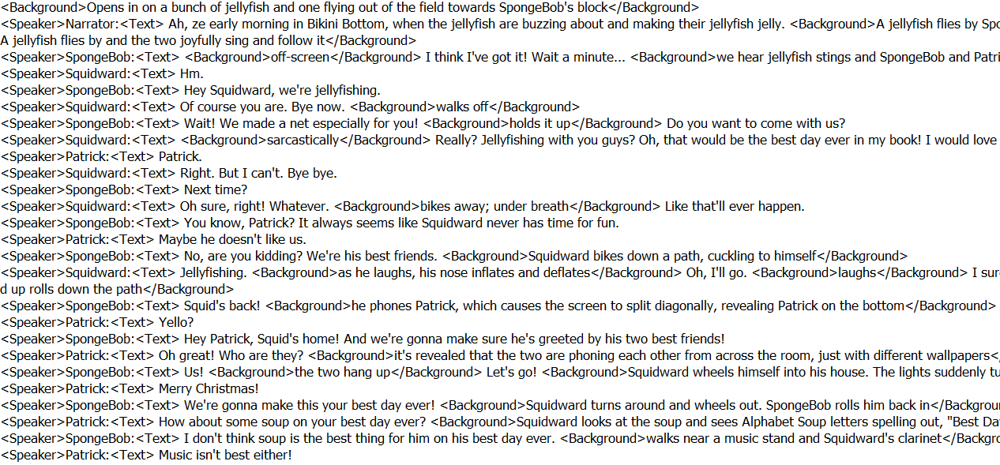 <Background>Opens in on a bunch of jellyfish and one flying out of the field towards SpongeBob's block</Background>
<Speaker>Narrator:<Text> Ah, ze early morning in Bikini Bottom, when the jellyfish are buzzing about and making their jellyfish jelly. <Background>A jellyfish flies by
A jellyfish flies by and the two joyfully sing and follow it</Background>
<Speaker>SpongeBob:<Text> <Background>off-screen</Background> I think I've got it! Wait a minute... <Background>we hear jellyfish stings and SpongeBob and
<Speaker>Squidward:<Text> Hm.
<Speaker>SpongeBob:<Text> Hey Squidward, we're jellyfishing.
<Speaker>Squidward:<Text> Of course you are. Bye now. <Background>walks off</Background>
<Speaker>SpongeBob:<Text> Wait! We made a net especially for you! <Background>holds it up</Background> Do you want to come with us?
<Speaker>Squidward:<Text> <Background>sarcastically</Background> Really? Jellyfishing with you guys? Oh, that would be the best day ever in my book! I would love
<Speaker>Patrick:<Text> Patrick.
<Speaker>Squidward:<Text> Right. But I can't. Bye bye.
<Speaker>SpongeBob:<Text> Next time?
<Speaker>Squidward:<Text> Oh sure, right! Whatever. <Background>bikes away; under breath</Background> Like that'll ever happen.
<Speaker>SpongeBob:<Text> You know, Patrick? It always seems like Squidward never has time for fun.
<Speaker>Patrick:<Text> Maybe he doesn't like us.
<Speaker>SpongeBob:<Text> No, are you kidding? We're his best friends. <Background>Squidward bikes down a path, cuckling to himself</Background>
<Speaker>Squidward:<Text> Jellyfishing. <Background>as he laughs, his nose inflates and deflates</Background> Oh, I'll go. <Background>laughs</Background> I
d up rolls down the path</Background>
<Speaker>SpongeBob:<Text> Squid's back! <Background>he phones Patrick, which causes the screen to split diagonally, revealing Patrick on the bottom</Background>
<Speaker>Patrick:<Text> Yello?
<Speaker>SpongeBob:<Text> Hey Patrick, Squid's home! And we're gonna make sure he's greeted by his two best friends!
<Speaker>Patrick:<Text> Oh great! Who are they? <Background>it's revealed that the two are phoning each other from across the room, just with different wallpapers<
<Speaker>SpongeBob:<Text> Us! <Background>the two hang up</Background> Let's go! <Background>Squidward wheels himself into his house. The lights suddenly
<Speaker>Patrick:<Text> Merry Christmas!
<Speaker>SpongeBob:<Text> We're gonna make this your best day ever! <Background>Squidward turns around and wheels out. SpongeBob rolls him back in
<Speaker>Patrick:<Text> How about some soup on your best day ever? <Background>Squidward looks at the soup and sees Alphabet Soup letters spelling out, "Best
<Speaker>SpongeBob:<Text> I don't think soup is the best thing for him on his best day ever. <Background>walks near a music stand and Squidward's clarinet
<Speaker>Patrick:<Text> Music isn't best either!